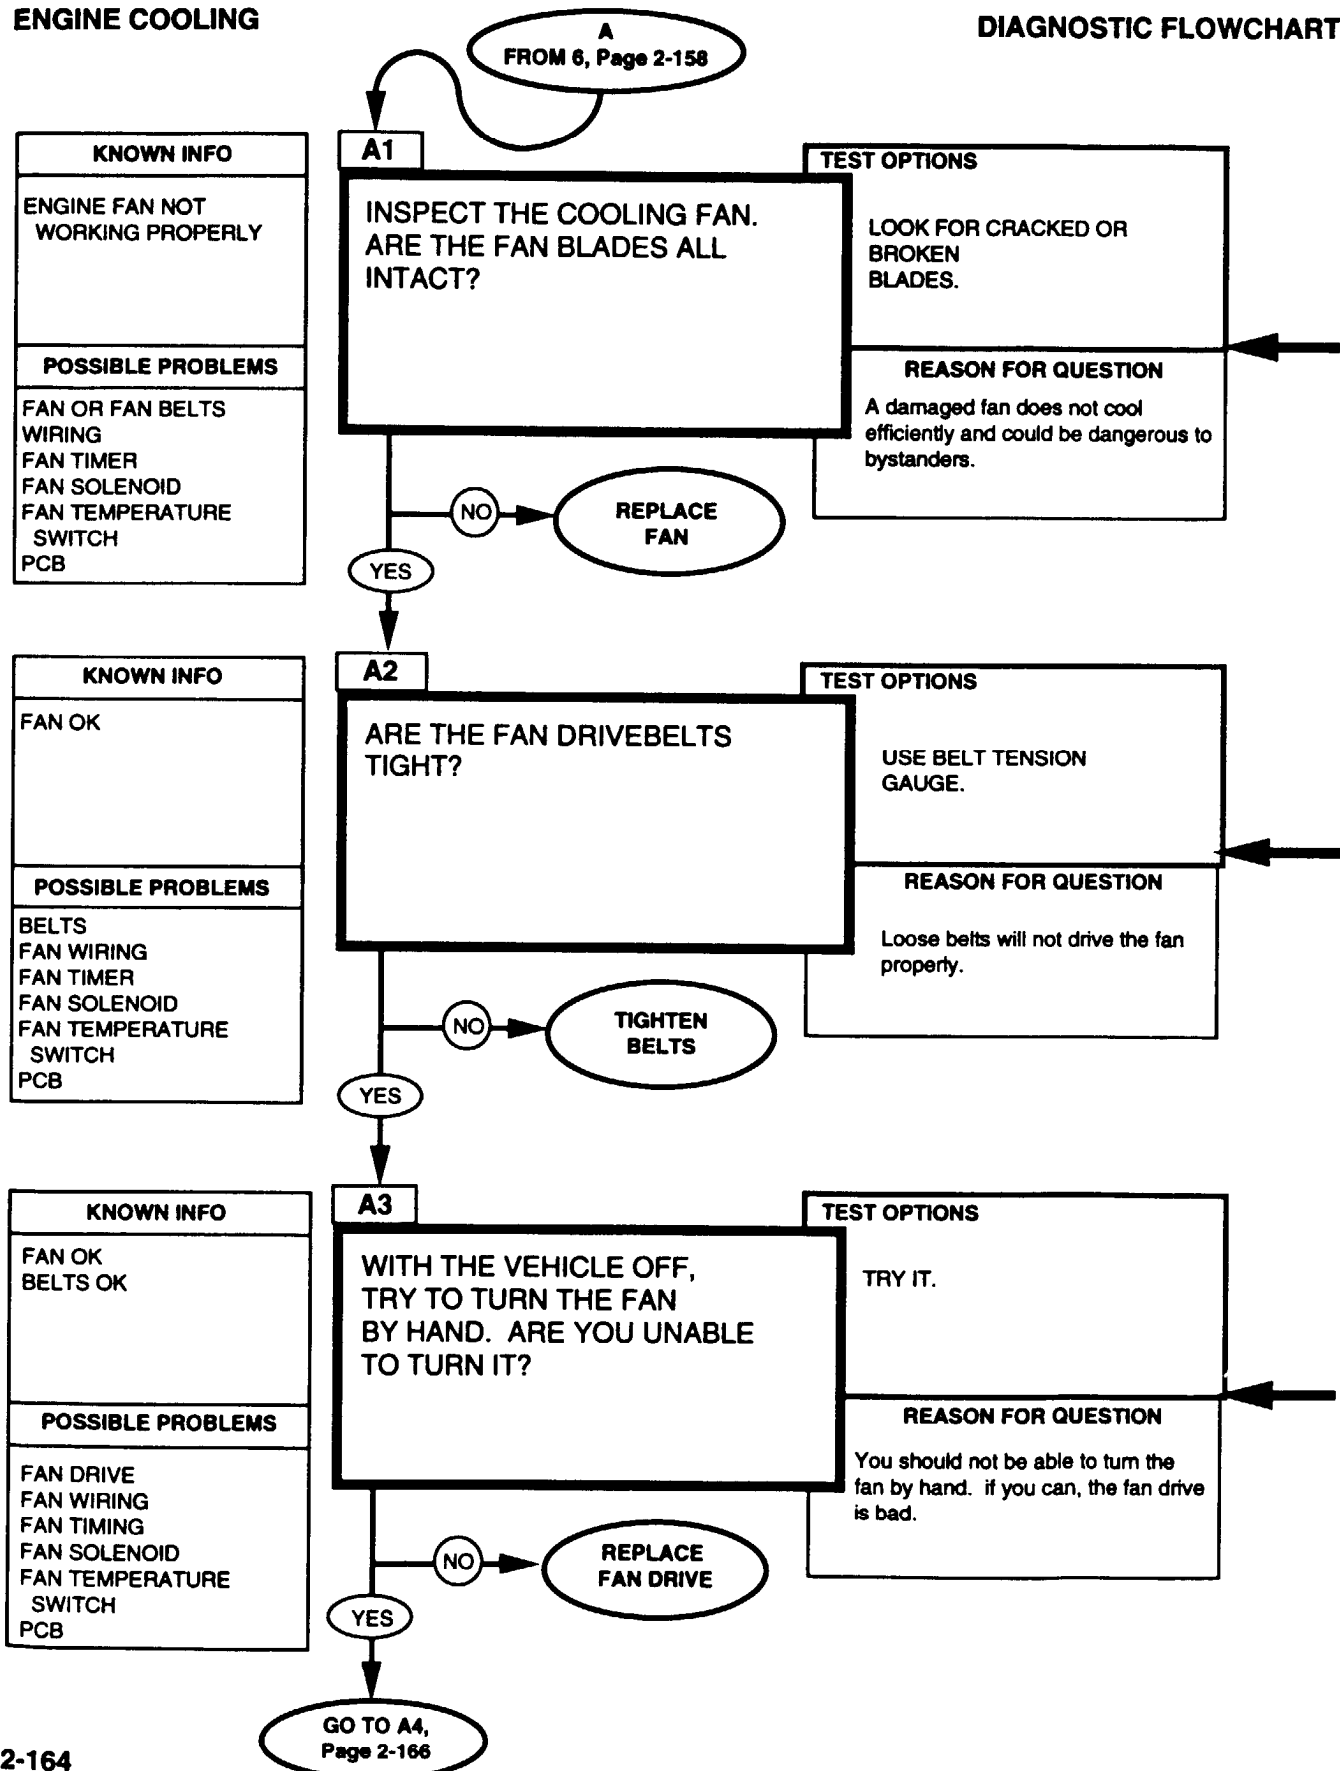 ENGINE COOLING
DIAGNOSTIC FLOWCHART
A
FROM 6, Page 2-158
KNOWN INFO
ENGINE FAN NOT
WORKING PROPERLY
POSSIBLE PROBLEMS
FAN OR FAN BELTS
WIRING
FAN TIMER
FAN SOLENOID
FAN TEMPERATURE
SWITCH
PCB
A1
INSPECT THE COOLING FAN.
ARE THE FAN BLADES ALL
INTACT?
TEST OPTIONS
LOOK FOR CRACKED OR
BROKEN
BLADES.
REASON FOR QUESTION
A damaged fan does not cool
efficiently and could be dangerous to
bystanders.
NO
REPLACE
FAN
YES
KNOWN INFO
FAN OK
POSSIBLE PROBLEMS
BELTS
FAN WIRING
FAN TIMER
FAN SOLENOID
FAN TEMPERATURE
SWITCH
PCB
A2
ARE THE FAN DRIVEBELTS
TIGHT?
TEST OPTIONS
USE BELT TENSION
GAUGE.
REASON FOR QUESTION
Loose belts will not drive the fan
properly.
NO
TIGHTEN
BELTS
YES
KNOWN INFO
FAN OK
BELTS OK
POSSIBLE PROBLEMS
FAN DRIVE
FAN WIRING
FAN TIMING
FAN SOLENOID
FAN TEMPERATURE
SWITCH
PCB
A3
WITH THE VEHICLE OFF,
TRY TO TURN THE FAN
BY HAND. ARE YOU UNABLE
TO TURN IT?
TEST OPTIONS
TRY IT.
REASON FOR QUESTION
You should not be able to turn the
fan by hand. if you can, the fan drive
is bad.
NO
REPLACE
FAN DRIVE
YES
GO TO A4,
Page 2-166
2-164